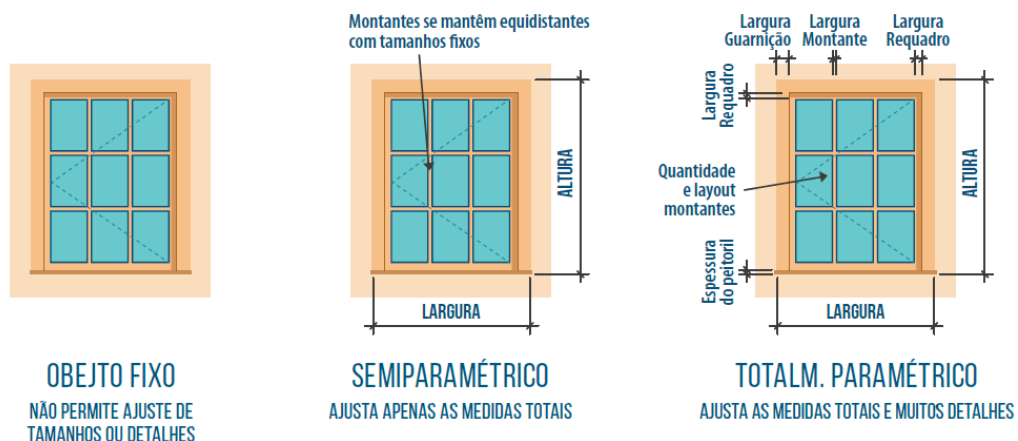 Montantes se mantêm equidistantes
com tamanhos fixos
ALTURA
LARGURA
Largura
Guarnição
Largura
Montante
Largura
Requadro
Largura
Requadro
Quantidade
e layout
montantes
Espessura
do peitoril
ALTURA
LARGURA
OBEJTO FIXO
NÃO PERMITE AJUSTE DE
TAMANHOS OU DETALHES
SEMIPARAMÉTRICO
AJUSTA APENAS AS MEDIDAS TOTAIS
TOTALM. PARAMÉTRICO
AJUSTA AS MEDIDAS TOTAIS E MUITOS DETALHES